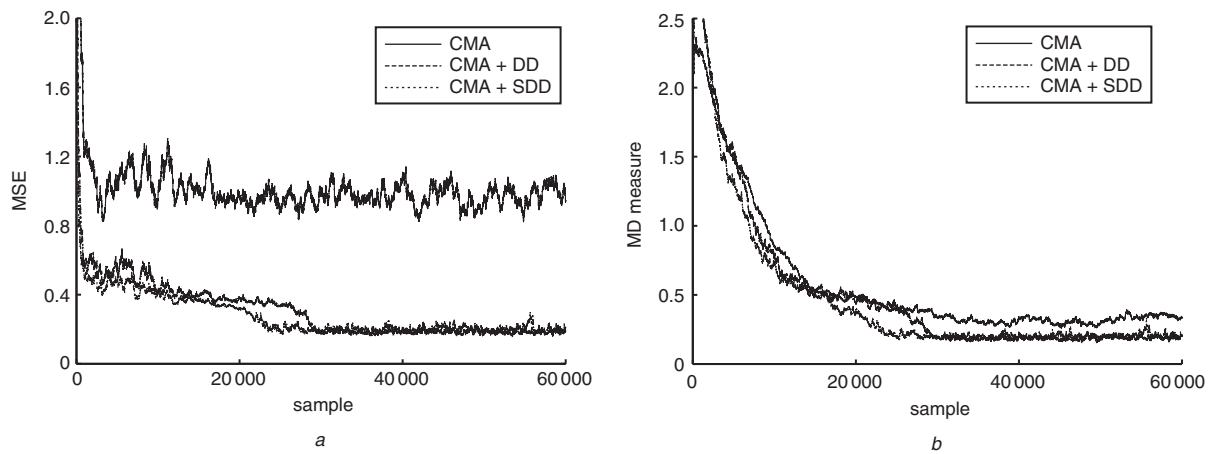 2.0
1.6
1.2
0.8
0.4
0
MSE
CMA
CMA + DD
CMA + SDD
0
20 000
40 000
60 000
sample
a
2.5
2.0
1.5
1.0
0.5
0
MD measure
CMA
CMA + DD
CMA + SDD
0
20 000
40 000
60 000
sample
b